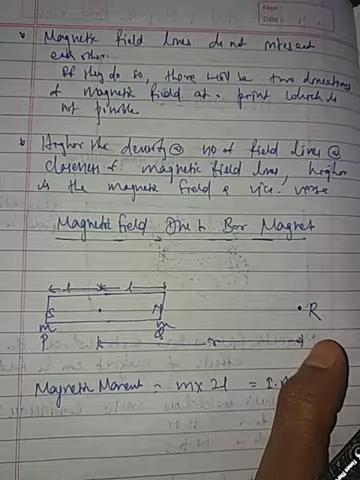 Magnetic field lines do not intersect
each other.
If they do so, there will be two directions
of magnetic field at a point which is
not possible
Higher the density @ no of field lines @
closeness of magnetic field lines, higher
is the magnetic field & vice versa
Magnetic field Due to Bar Magnet
l l
S N . R
m m
P Q r
Magnetic Moment = m x 2l =